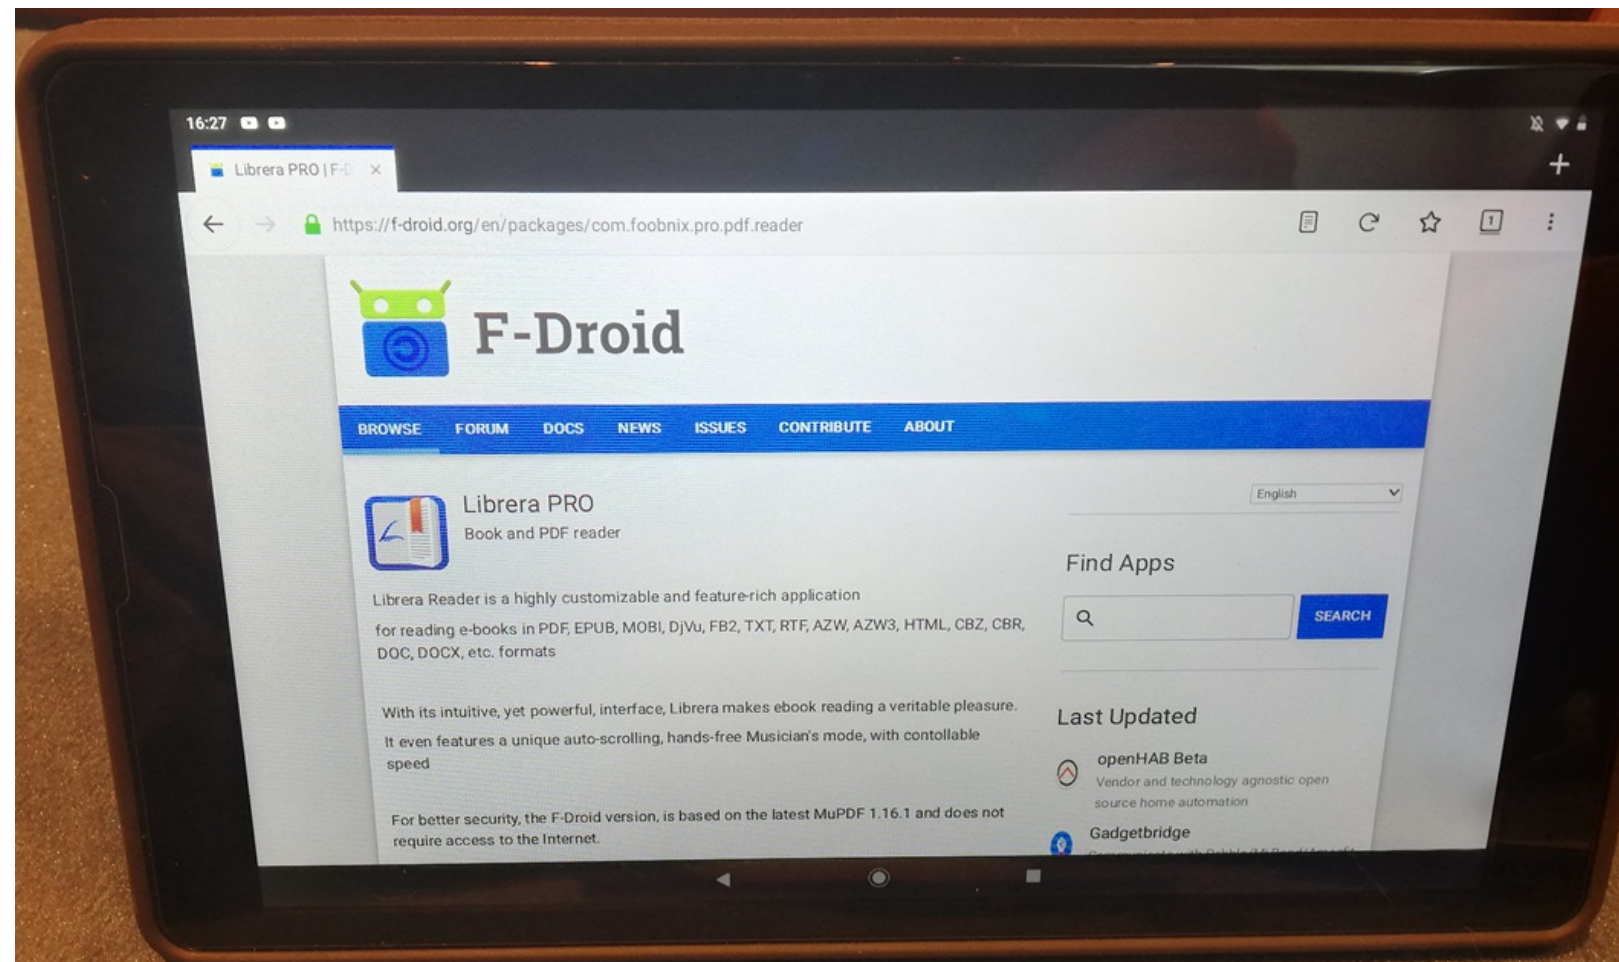 16:27
Librera PRO | F-D
https://f-droid.org/en/packages/com.foobnix.pro.pdf.reader
1
F-Droid
BROWSE FORUM DOCS NEWS ISSUES CONTRIBUTE ABOUT
Librera PRO
Book and PDF reader
Librera Reader is a highly customizable and feature-rich application
for reading e-books in PDF, EPUB, MOBI, DjVu, FB2, TXT, RTF, AZW, AZW3, HTML, CBZ, CBR,
DOC, DOCX, etc. formats
With its intuitive, yet powerful, interface, Librera makes ebook reading a veritable pleasure.
It even features a unique auto-scrolling, hands-free Musician's mode, with contollable
speed
For better security, the F-Droid version, is based on the latest MuPDF 1.16.1 and does not
require access to the Internet.
English
Find Apps
SEARCH
Last Updated
openHAB Beta
Vendor and technology agnostic open
source home automation
Gadgetbridge